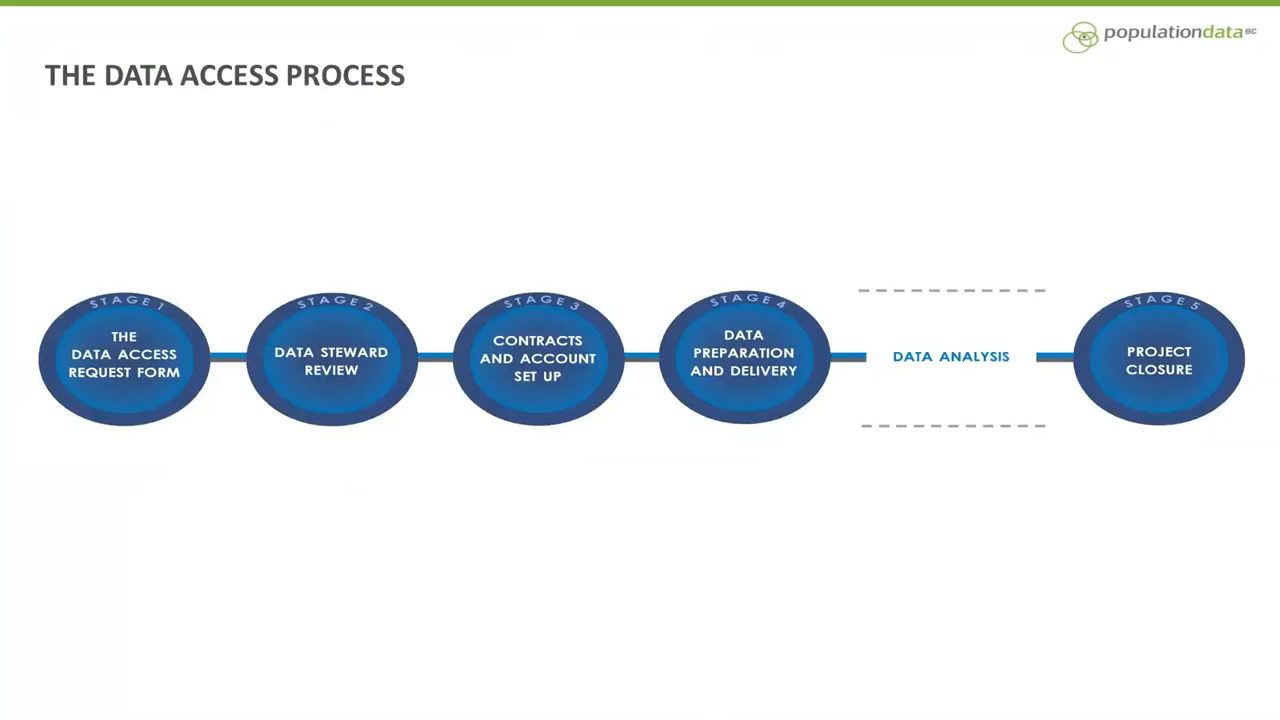 populationdata BC
THE DATA ACCESS PROCESS
STAGE 1
THE
DATA ACCESS
REQUEST FORM
STAGE 2
DATA STEWARD
REVIEW
STAGE 3
CONTRACTS
AND ACCOUNT
SET UP
STAGE 4
DATA
PREPARATION
AND DELIVERY
DATA ANALYSIS
STAGE 5
PROJECT
CLOSURE